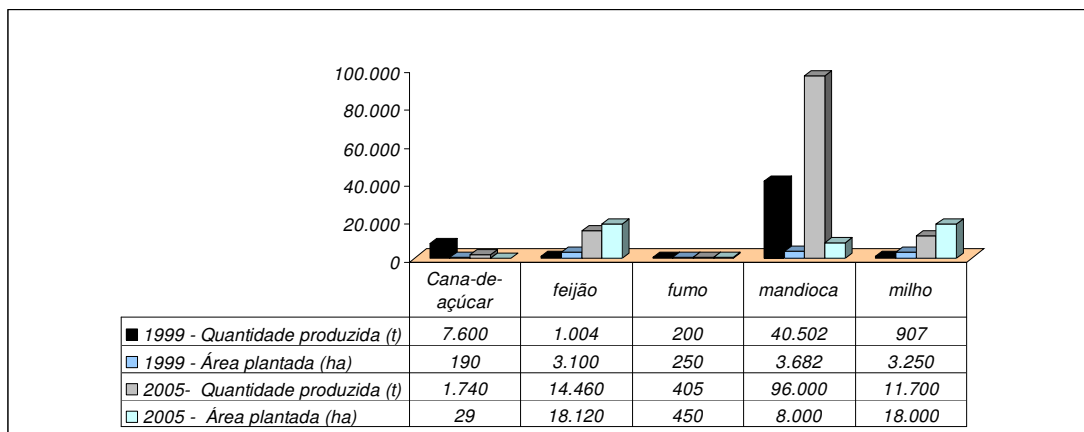 100.000
80.000
60.000
40.000
20.000
0
Cana-de-
açúcar feijão fumo mandioca milho
1999 - Quantidade produzida (t) 7.600 1.004 200 40.502 907
1999 - Área plantada (ha) 190 3.100 250 3.682 3.250
2005- Quantidade produzida (t) 1.740 14.460 405 96.000 11.700
2005 - Área plantada (ha) 29 18.120 450 8.000 18.000